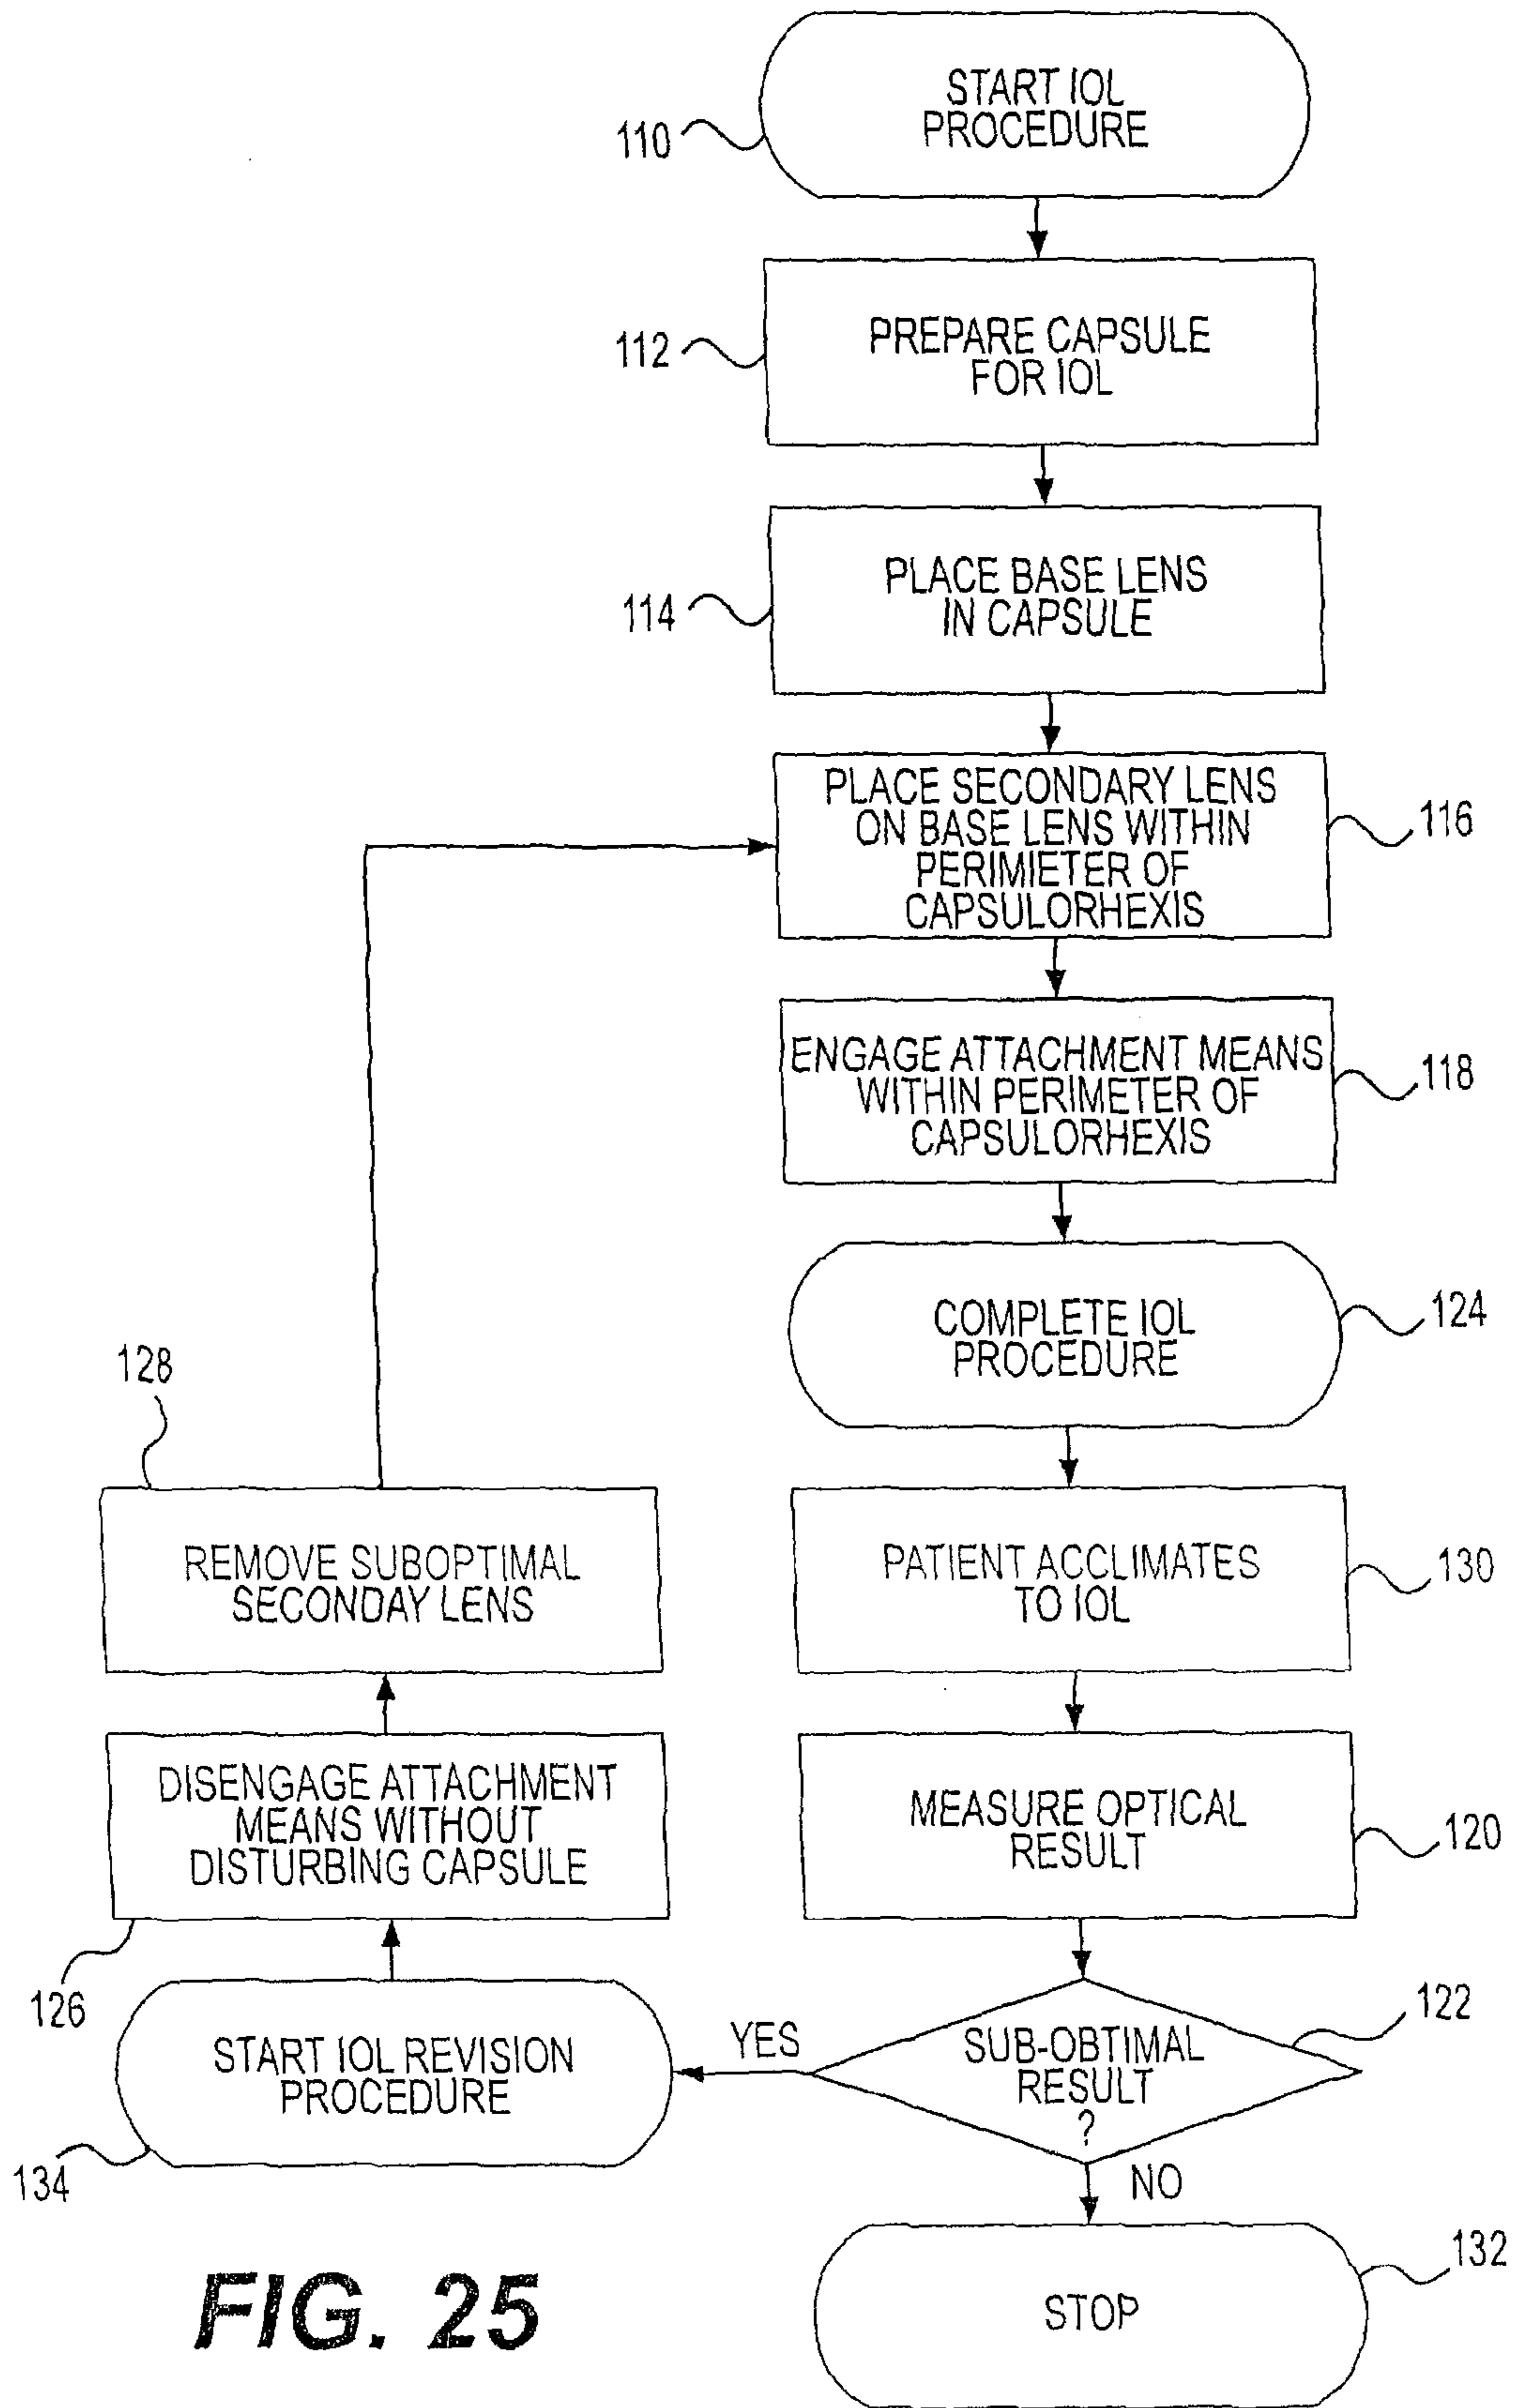 START IOL
PROCEDURE
110
PREPARE CAPSULE
FOR IOL
112
PLACE BASE LENS
IN CAPSULE
114
PLACE SECONDARY LENS
ON BASE LENS WITHIN
PERIMIETER OF
CAPSULORHEXIS
116
ENGAGE ATTACHMENT MEANS
WITHIN PERIMETER OF
CAPSULORHEXIS
118
COMPLETE IOL
PROCEDURE
124
PATIENT ACCLIMATES
TO IOL
130
MEASURE OPTICAL
RESULT
120
SUB-OBTIMAL
RESULT
?
122
YES
NO
STOP
132
START IOL REVISION
PROCEDURE
134
DISENGAGE ATTACHMENT
MEANS WITHOUT
DISTURBING CAPSULE
126
REMOVE SUBOPTIMAL
SECONDAY LENS
128
FIG. 25